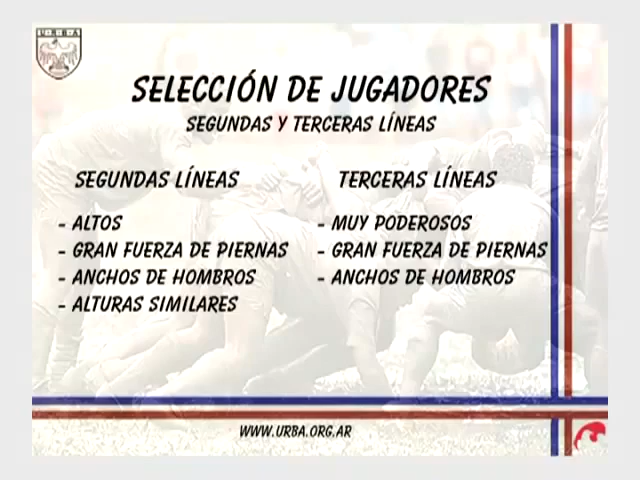 U.R.B.A
SELECCIÓN DE JUGADORES
SEGUNDAS Y TERCERAS LÍNEAS
SEGUNDAS LÍNEAS
- ALTOS
- GRAN FUERZA DE PIERNAS
- ANCHOS DE HOMBROS
- ALTURAS SIMILARES
TERCERAS LÍNEAS
- MUY PODEROSOS
- GRAN FUERZA DE PIERNAS
- ANCHOS DE HOMBROS
WWW.URBA.ORG.AR